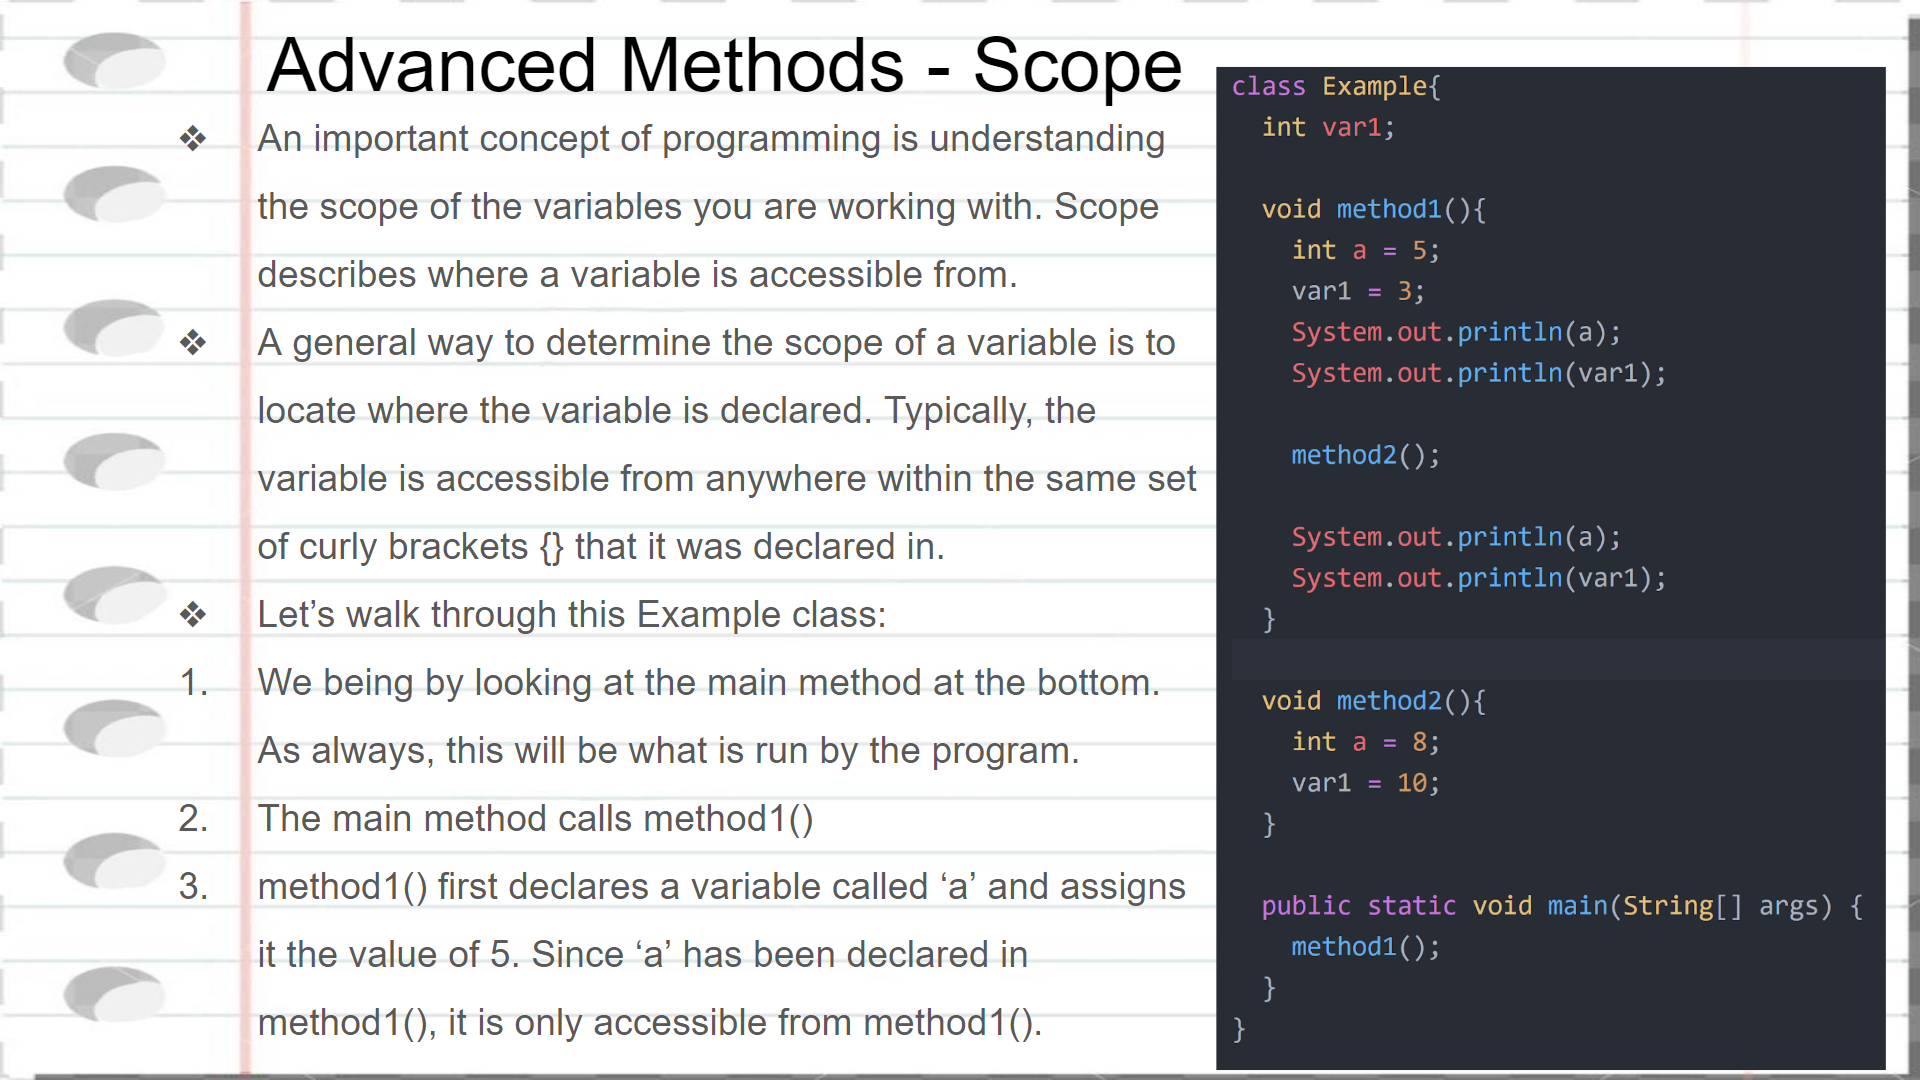 Advanced Methods - Scope
❖ An important concept of programming is understanding
the scope of the variables you are working with. Scope
describes where a variable is accessible from.
❖ A general way to determine the scope of a variable is to
locate where the variable is declared. Typically, the
variable is accessible from anywhere within the same set
of curly brackets {} that it was declared in.
❖ Let’s walk through this Example class:
1. We being by looking at the main method at the bottom.
As always, this will be what is run by the program.
2. The main method calls method1()
3. method1() first declares a variable called ‘a’ and assigns
it the value of 5. Since ‘a’ has been declared in
method1(), it is only accessible from method1().
class Example{
int var1;
void method1(){
int a = 5;
var1 = 3;
System.out.println(a);
System.out.println(var1);
method2();
System.out.println(a);
System.out.println(var1);
}
void method2(){
int a = 8;
var1 = 10;
}
public static void main(String[] args) {
method1();
}
}